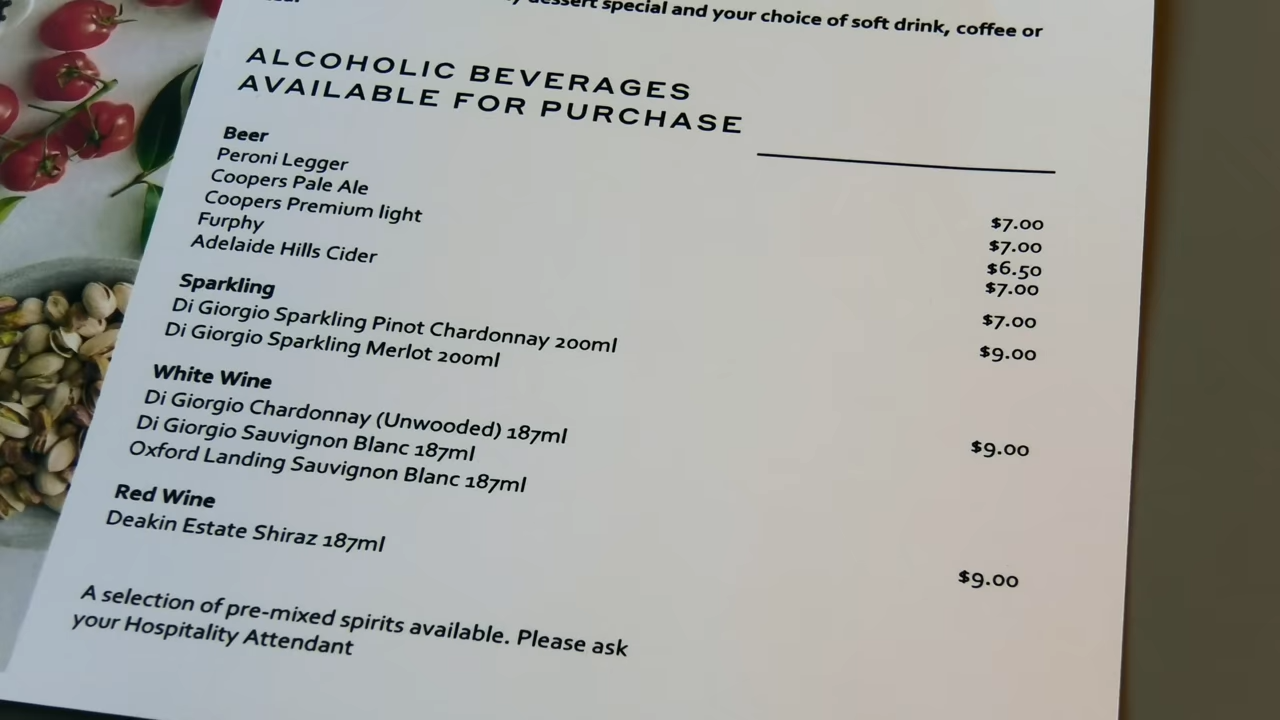 dessert special and your choice of soft drink, coffee or
ALCOHOLIC BEVERAGES
AVAILABLE FOR PURCHASE
Beer
Peroni Legger $7.00
Coopers Pale Ale $7.00
Coopers Premium light $6.50
Furphy $7.00
Adelaide Hills Cider $7.00
Sparkling
Di Giorgio Sparkling Pinot Chardonnay 200ml $9.00
Di Giorgio Sparkling Merlot 200ml
White Wine
Di Giorgio Chardonnay (Unwooded) 187ml $9.00
Di Giorgio Sauvignon Blanc 187ml
Oxford Landing Sauvignon Blanc 187ml
Red Wine
Deakin Estate Shiraz 187ml $9.00
A selection of pre-mixed spirits available. Please ask
your Hospitality Attendant